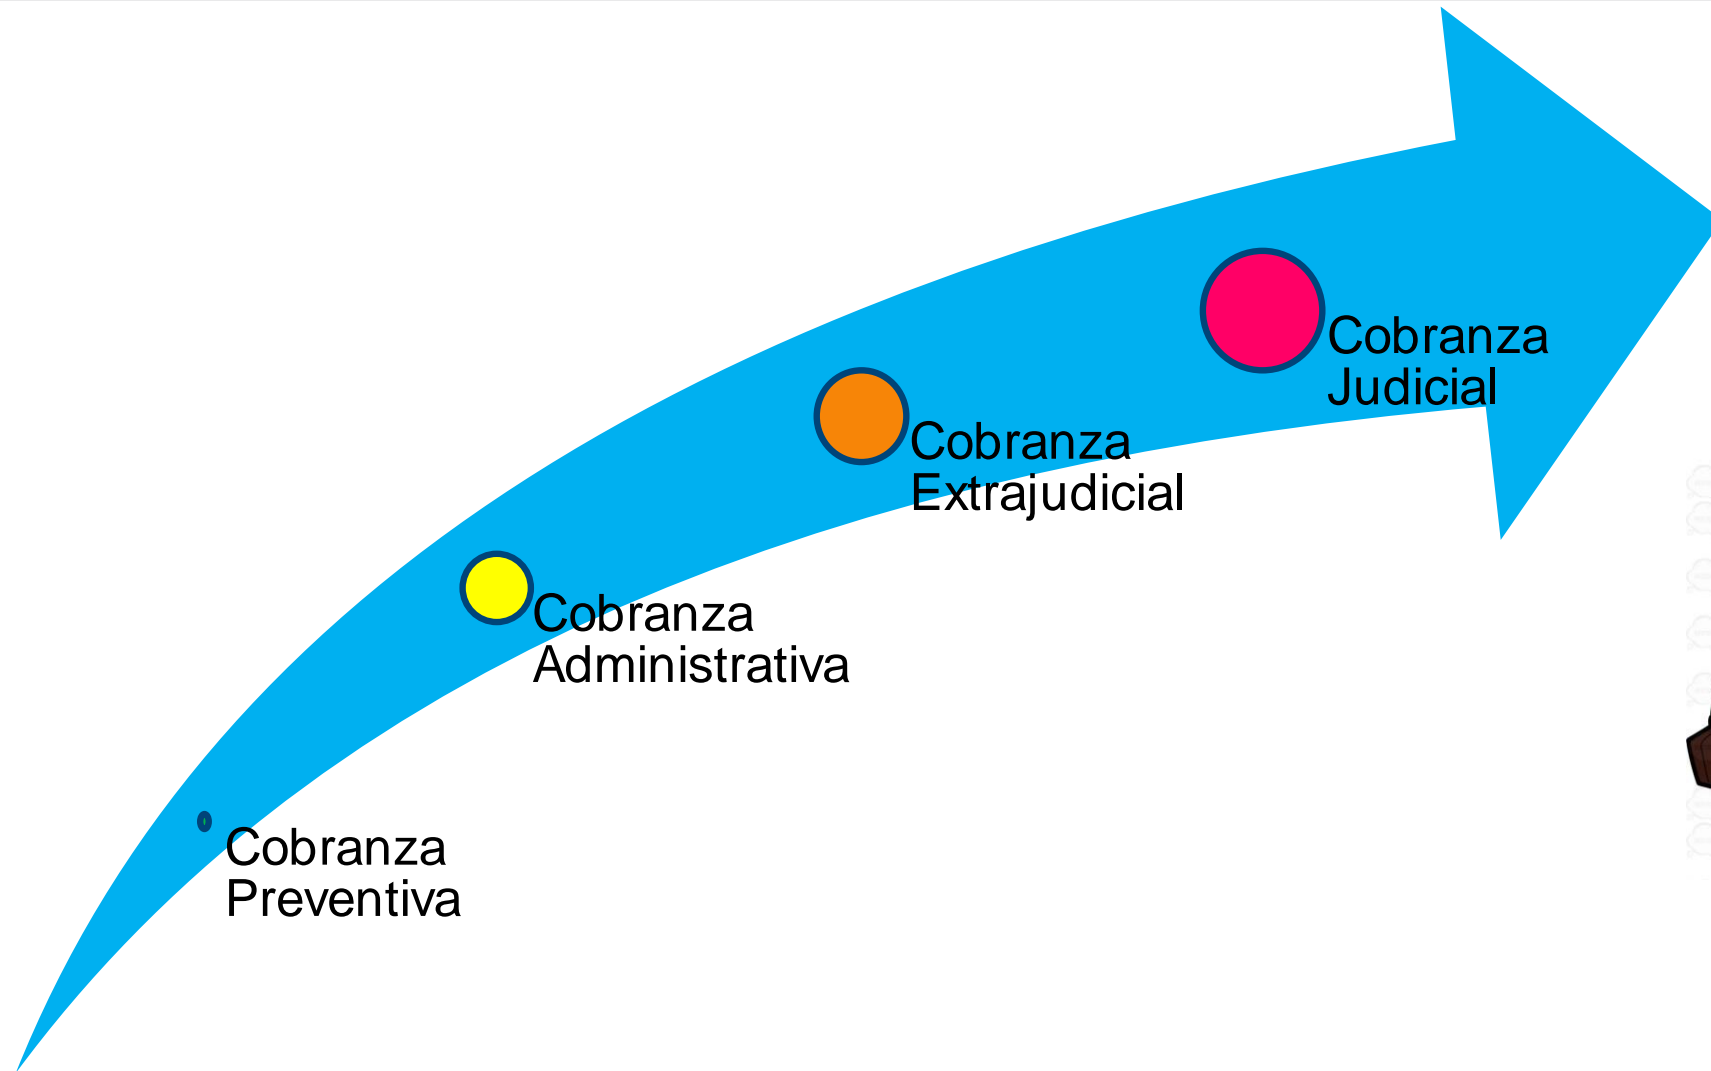 Cobranza
Judicial
Cobranza
Extrajudicial
Cobranza
Administrativa
Cobranza
Preventiva